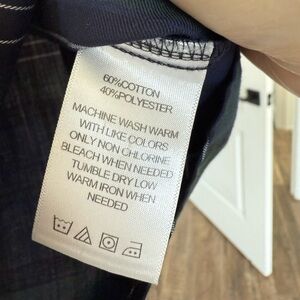 60%COTTON
40%POLYESTER
MACHINE WASH WARM
WITH LIKE COLORS
ONLY NON CHLORINE
BLEACH WHEN NEEDED
TUMBLE DRY LOW
WARM IRON WHEN
NEEDED